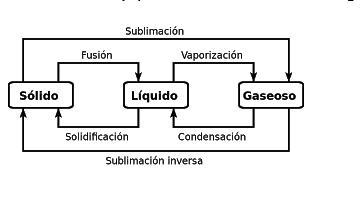 Sublimación
Fusión
Vaporización
Sólido
Líquido
Gaseoso
Solidificación
Condensación
Sublimación inversa